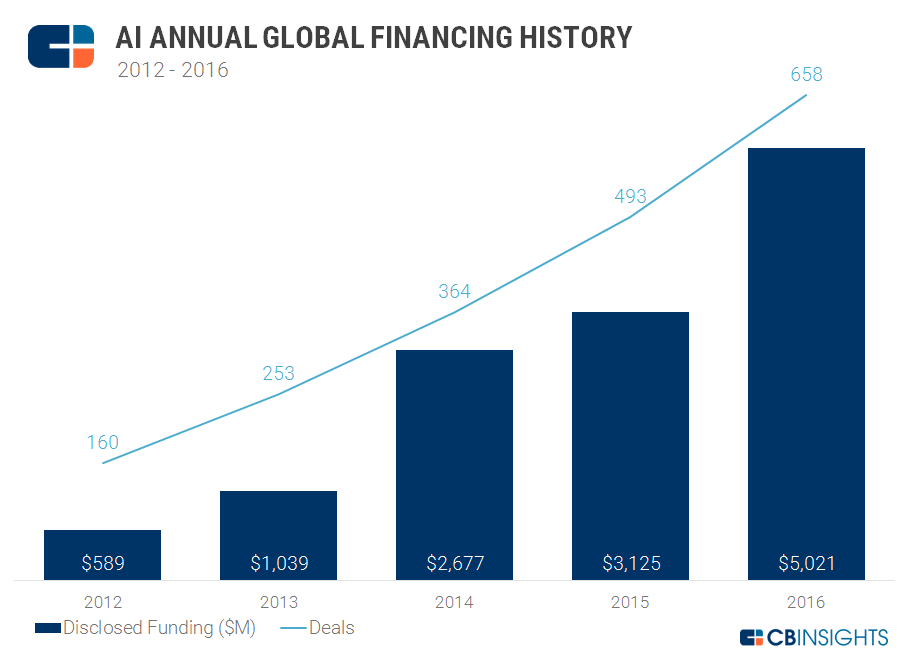 AI ANNUAL GLOBAL FINANCING HISTORY
2012 - 2016
658
493
364
253
160
$589 $1,039 $2,677 $3,125 $5,021
2012 2013 2014 2015 2016
Disclosed Funding ($M) Deals
CBINSIGHTS